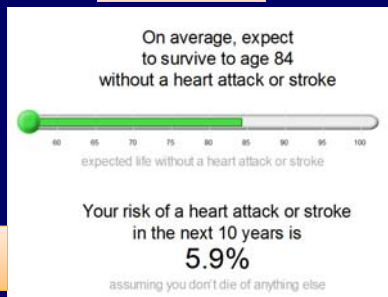 On average, expect
to survive to age 84
without a heart attack or stroke
60 65 70 75 80 85 90 95 100
expected life without a heart attack or stroke
Your risk of a heart attack or stroke
in the next 10 years is
5.9%
assuming you don't die of anything else